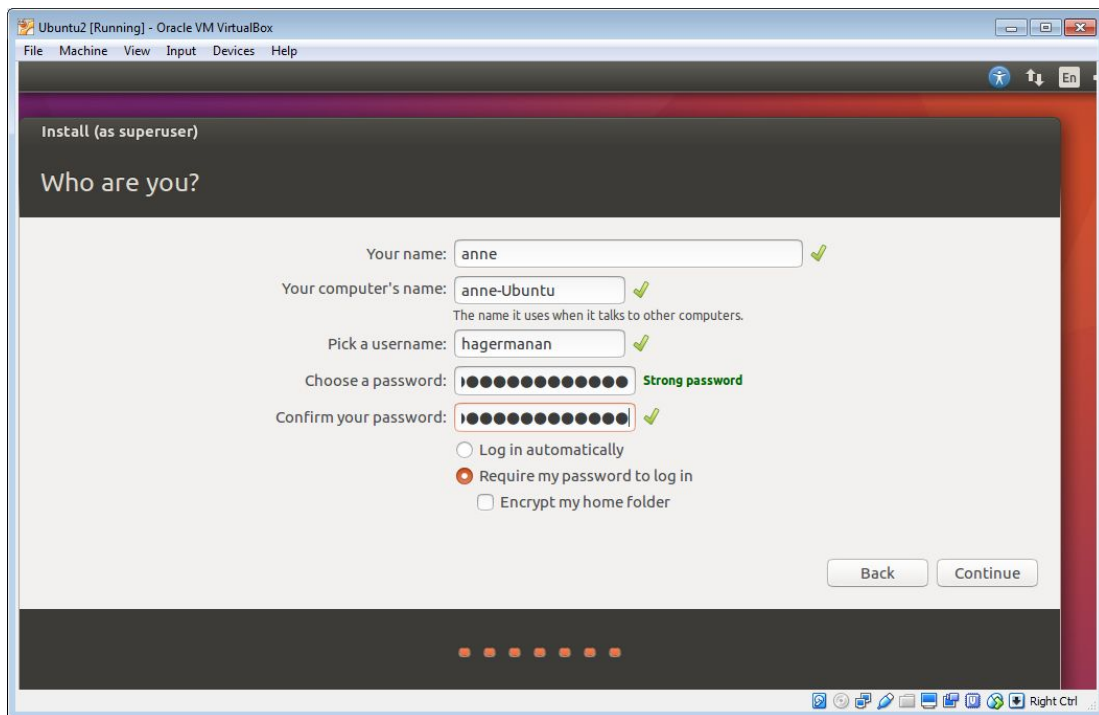 Ubuntu2 [Running] - Oracle VM VirtualBox
File Machine View Input Devices Help
En
Install (as superuser)
Who are you?
Your name: anne
Your computer's name: anne-Ubuntu
The name it uses when it talks to other computers.
Pick a username: hagermanan
Choose a password: Strong password
Confirm your password:
Log in automatically
Require my password to log in
Encrypt my home folder
Back Continue
Right Ctrl